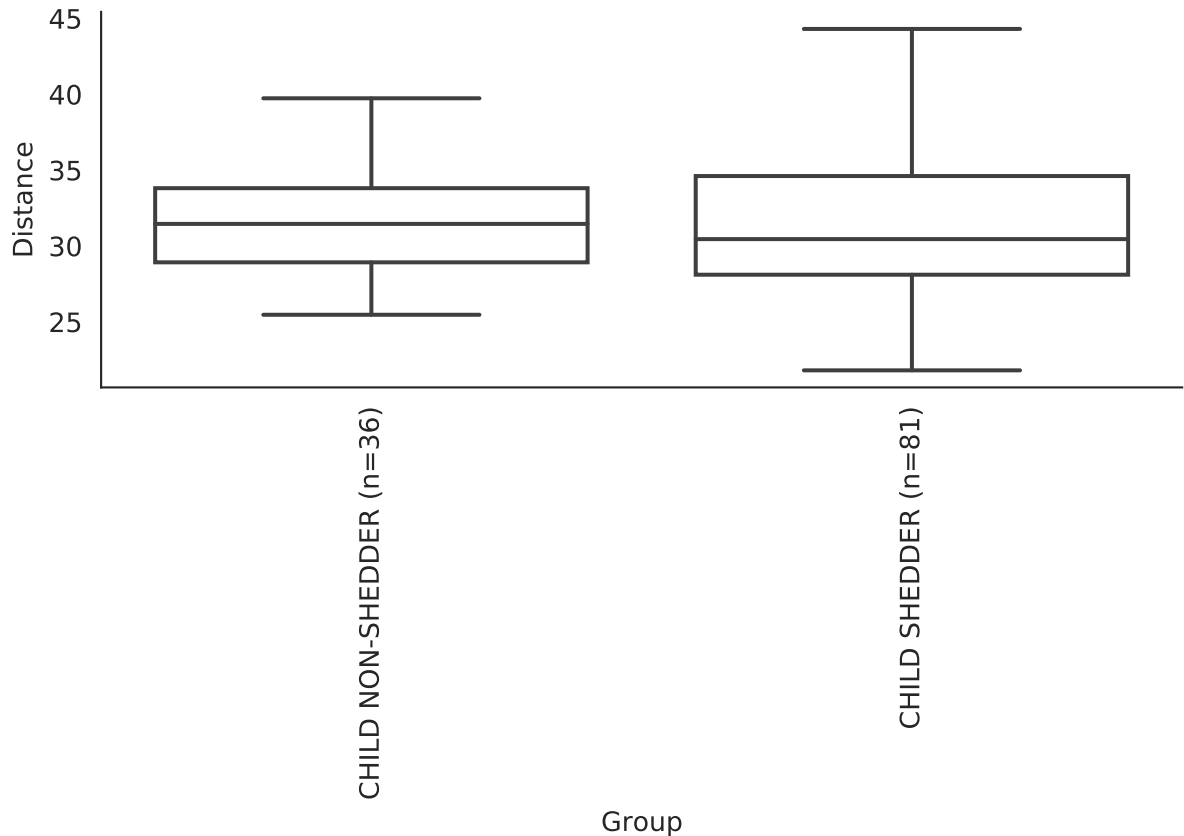 45
40
35
30
25
Distance
CHILD NON-SHEDDER (n=36)
CHILD SHEDDER (n=81)
Group